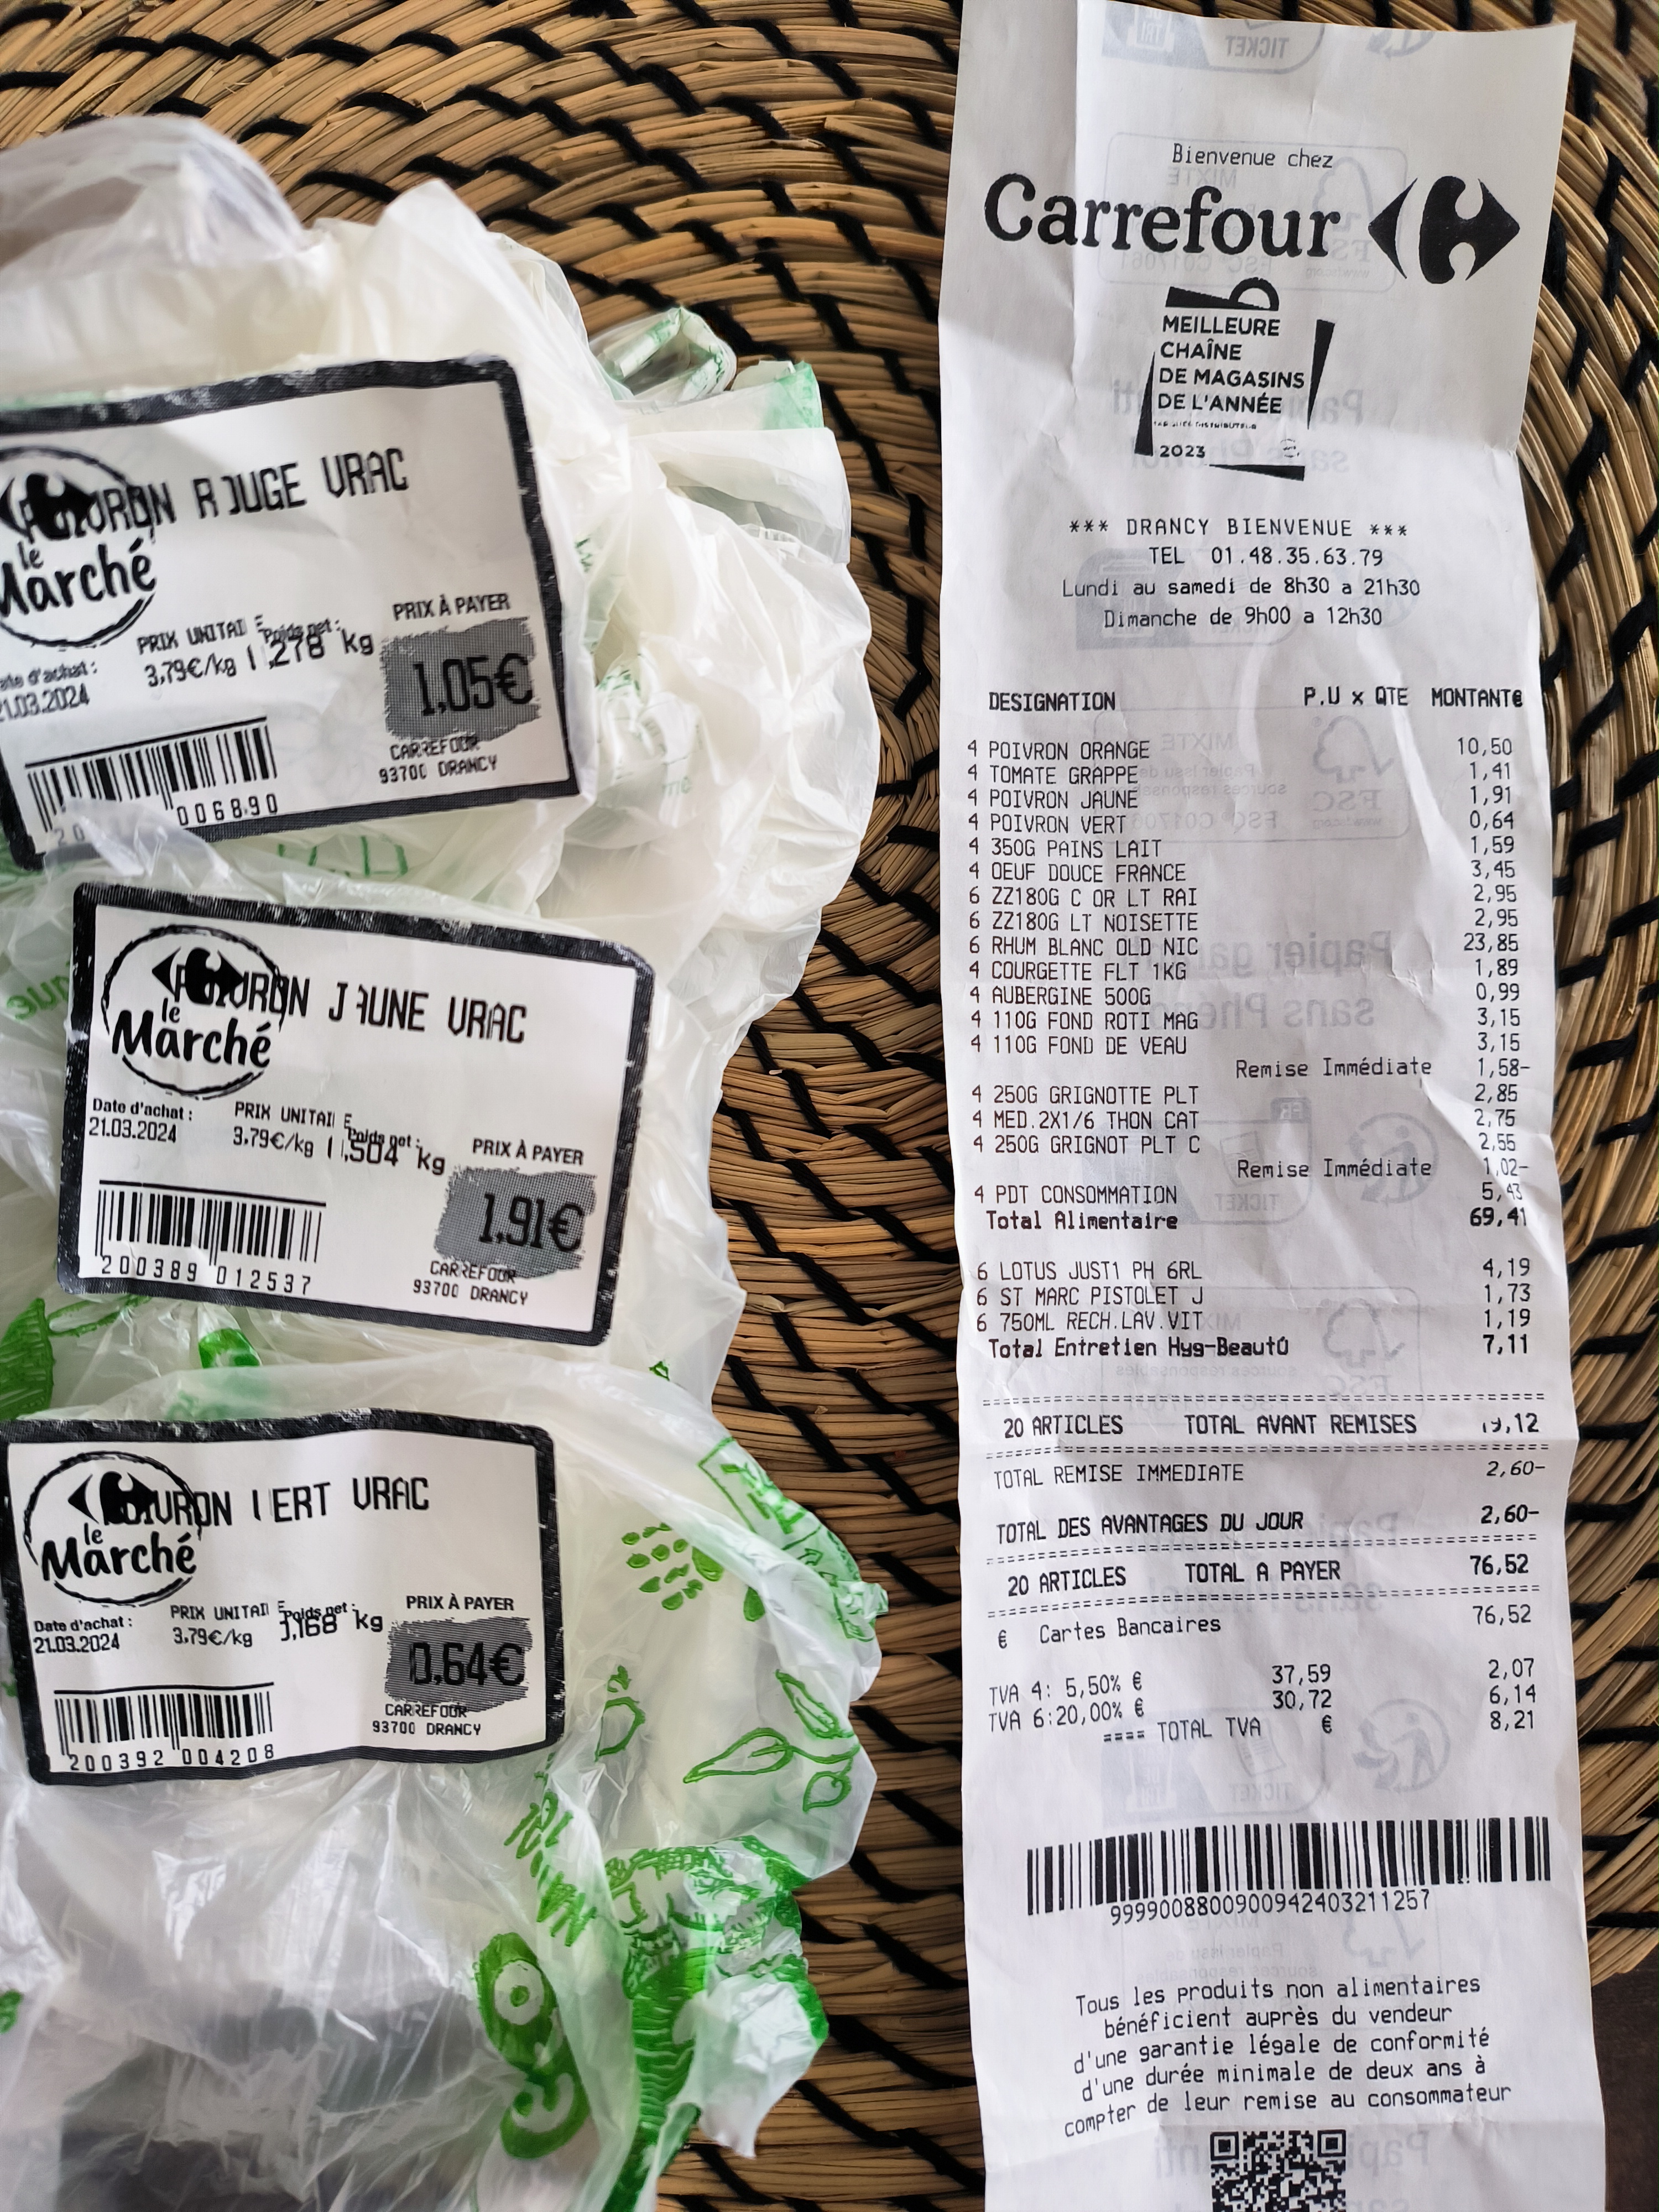 POIVRON ROUGE VRAC
le
Marché
PRIX UNITAI E
Poids net :
PRIX À PAYER
3,79€/kg
,278 kg
1,05€
21.03.2024
CARREFOUR
93700 DRANCY
20
006890
POIVRON JAUNE VRAC
le
Marché
Date d'achat :
PRIX UNITAI E
Poids net :
PRIX À PAYER
21.03.2024
3,79€/kg
,504 kg
1,91€
CARREFOUR
93700 DRANCY
200389 012537
POIVRON VERT VRAC
le
Marché
Date d'achat :
PRIX UNITAI E
Poids net :
PRIX À PAYER
21.03.2024
3,79€/kg
,168 kg
0,64€
CARREFOUR
93700 DRANCY
200392 004208
Bienvenue chez
Carrefour
MEILLEURE
CHAÎNE
DE MAGASINS
DE L'ANNÉE
2023
*** DRANCY BIENVENUE ***
TEL 01.48.35.63.79
Lundi au samedi de 8h30 a 21h30
Dimanche de 9h00 a 12h30
DESIGNATION P.U x QTE MONTANT€
4 POIVRON ORANGE 10,50
4 TOMATE GRAPPE 1,41
4 POIVRON JAUNE 1,91
4 POIVRON VERT 0,64
4 350G PAINS LAIT 1,59
4 OEUF DOUCE FRANCE 3,45
6 ZZ180G C OR LT RAI 2,95
6 ZZ180G LT NOISETTE 2,95
6 RHUM BLANC OLD NIC 23,85
4 COURGETTE FLT 1KG 1,89
4 AUBERGINE 500G 0,99
4 110G FOND ROTI MAG 3,15
4 110G FOND DE VEAU 3,15
Remise Immédiate 1,58-
4 250G GRIGNOTTE PLT 2,85
4 MED.2X1/6 THON CAT 2,75
4 250G GRIGNOT PLT C 2,55
Remise Immédiate 1,02-
4 PDT CONSOMMATION 5,43
Total Alimentaire 69,41
6 LOTUS JUST1 PH 6RL 4,19
6 ST MARC PISTOLET J 1,73
6 750ML RECH.LAV.VIT 1,19
Total Entretien Hyg-BeautÚ 7,11
20 ARTICLES TOTAL AVANT REMISES 79,12
TOTAL REMISE IMMEDIATE 2,60-
TOTAL DES AVANTAGES DU JOUR 2,60-
20 ARTICLES TOTAL A PAYER 76,52
€ Cartes Bancaires 76,52
TVA 4: 5,50% € 37,59 2,07
TVA 6:20,00% € 30,72 6,14
==== TOTAL TVA € 8,21
9999008800900942403211257
Tous les produits non alimentaires
bénéficient auprès du vendeur
d'une garantie légale de conformité
d'une durée minimale de deux ans à
compter de leur remise au consommateur